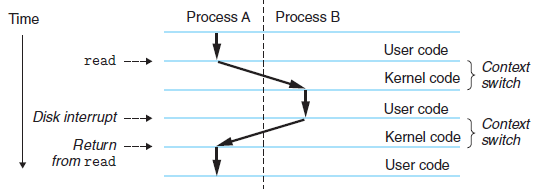 Time
Process A
Process B
User code
read
Kernel code
Context
switch
User code
Disk interrupt
Kernel code
Context
switch
Return
from read
User code